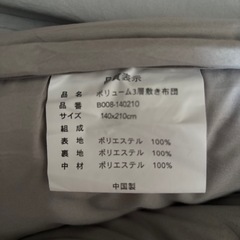 品質表示
品名 ボリューム3層敷き布団
品番 B008-140210
サイズ 140x210cm
組成
表地 ポリエステル 100%
裏地 ポリエステル 100%
中材 ポリエステル 100%
中国製